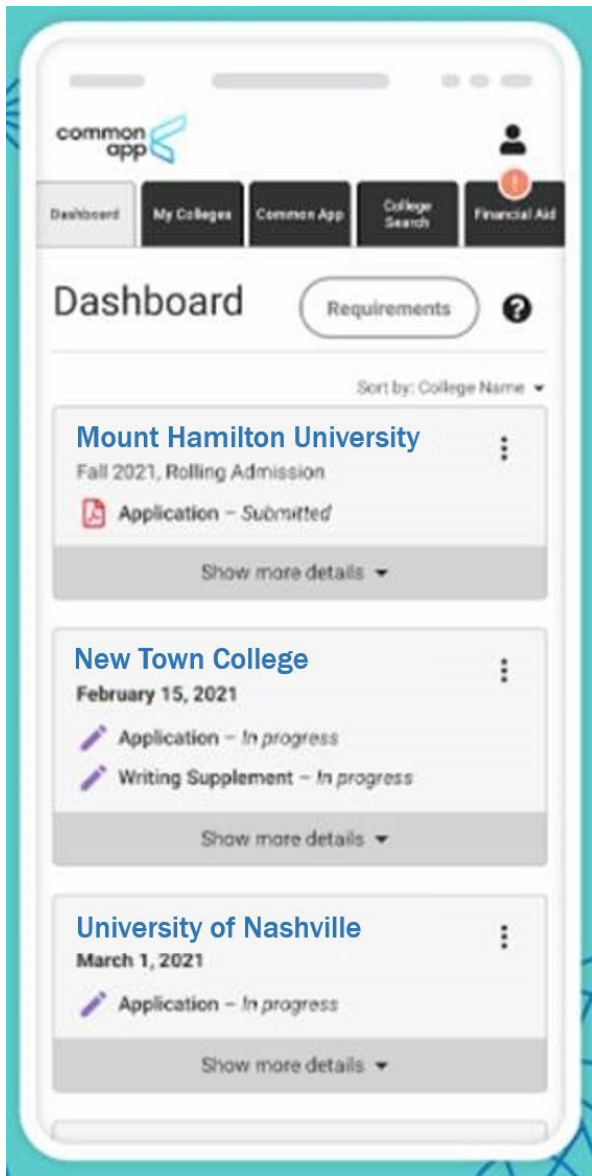 common
app
Dashboard
My Colleges
Common App
College
Search
Financial Aid
!
Dashboard
Requirements
?
Sort by: College Name
Mount Hamilton University
Fall 2021, Rolling Admission
Application – Submitted
Show more details
New Town College
February 15, 2021
Application – In progress
Writing Supplement – In progress
Show more details
University of Nashville
March 1, 2021
Application – In progress
Show more details